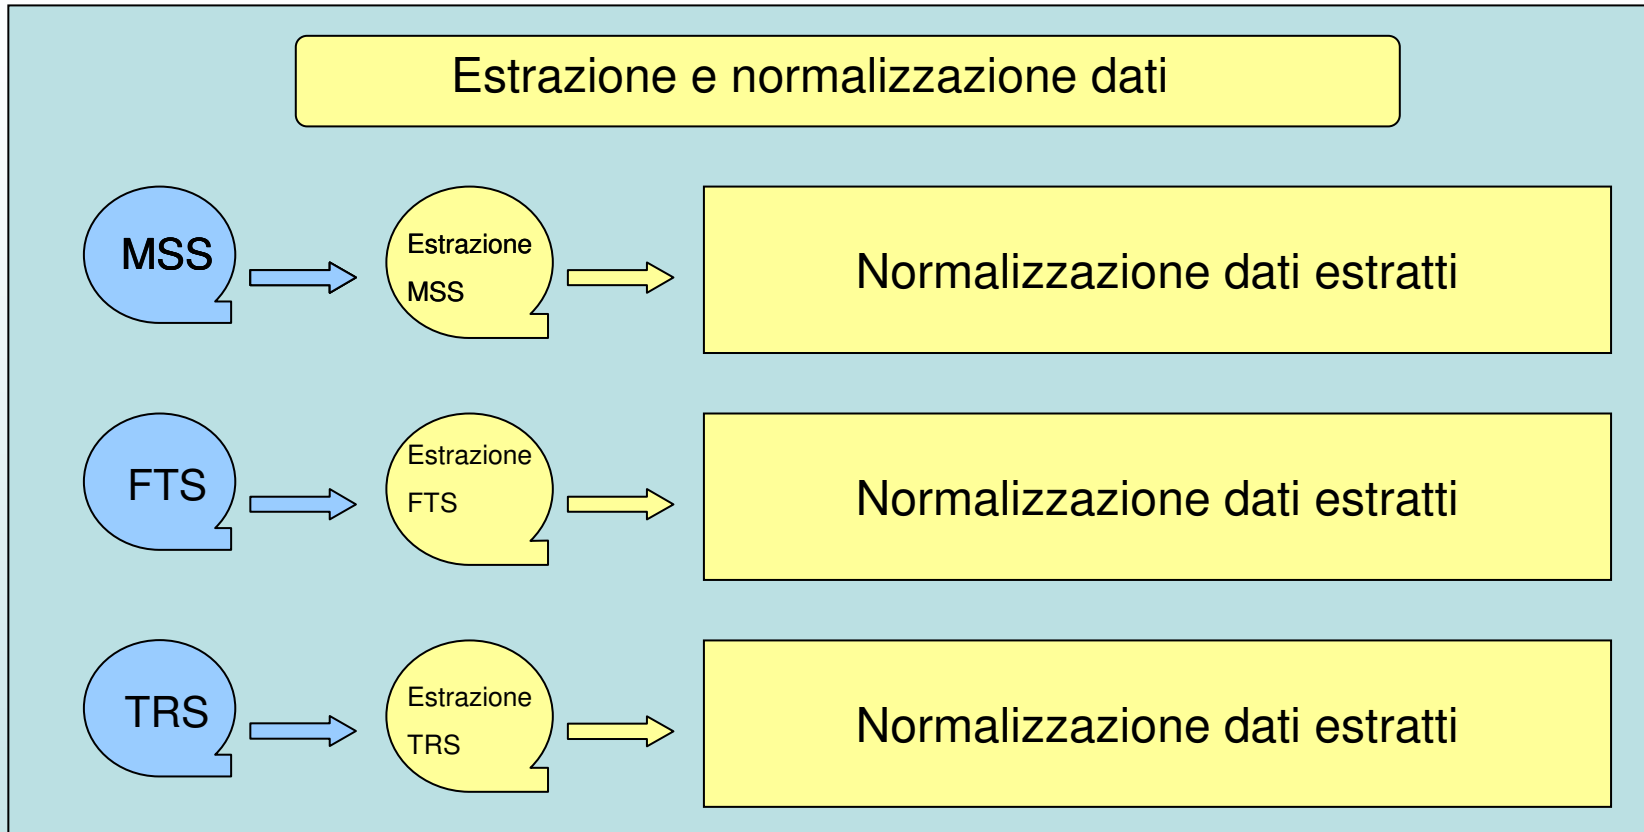 Estrazione e normalizzazione dati
MSS
Estrazione
MSS
Normalizzazione dati estratti
FTS
Estrazione
FTS
Normalizzazione dati estratti
TRS
Estrazione
TRS
Normalizzazione dati estratti